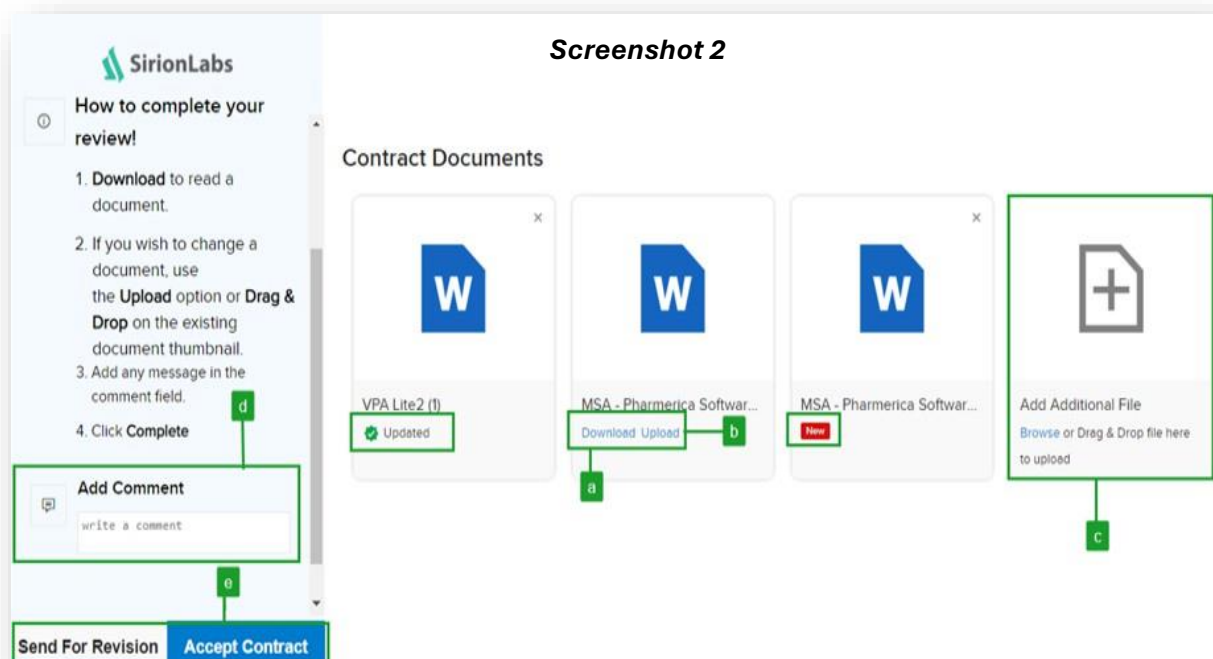 Screenshot 2
SirionLabs
How to complete your
review!
1. Download to read a
document.
2. If you wish to change a
document, use
the Upload option or Drag &
Drop on the existing
document thumbnail.
3. Add any message in the
comment field.
4. Click Complete
d
Add Comment
write a comment
e
Send For Revision
Accept Contract
Contract Documents
×
W
VPA Lite2 (1)
Updated
W
MSA - Pharmerica Softwar...
Download Upload
b
a
×
W
MSA - Pharmerica Softwar...
New
Add Additional File
Browse or Drag & Drop file here
to upload
c